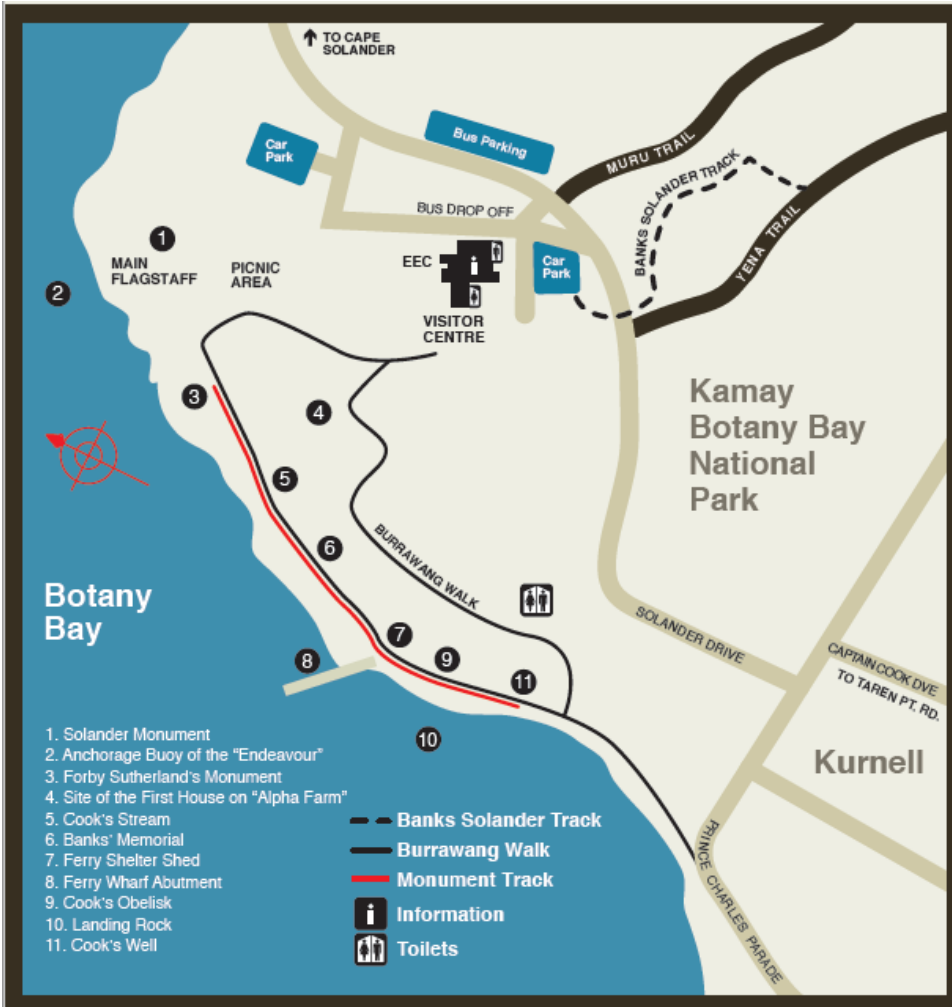 TO CAPE
SOLANDER
Bus Parking
Car
Park
MURU TRAIL
BANKS SOLANDER TRACK
YENA TRAIL
BUS DROP OFF
1
MAIN
FLAGSTAFF
PICNIC
AREA
EEC
i
Car
Park
2
VISITOR
CENTRE
3
4
Kamay
Botany Bay
National
Park
5
6
BURRAWANG WALK
Botany
Bay
7
8
9
11
10
SOLANDER DRIVE
CAPTAIN COOK DVE
TO TAREN PT. RD.
Kurnell
PRINCE CHARLES PARADE
1. Solander Monument
2. Anchorage Buoy of the "Endeavour"
3. Forby Sutherland's Monument
4. Site of the First House on "Alpha Farm"
5. Cook's Stream
6. Banks' Memorial
7. Ferry Shelter Shed
8. Ferry Wharf Abutment
9. Cook's Obelisk
10. Landing Rock
11. Cook's Well
Banks Solander Track
Burrawang Walk
Monument Track
i Information
Toilets